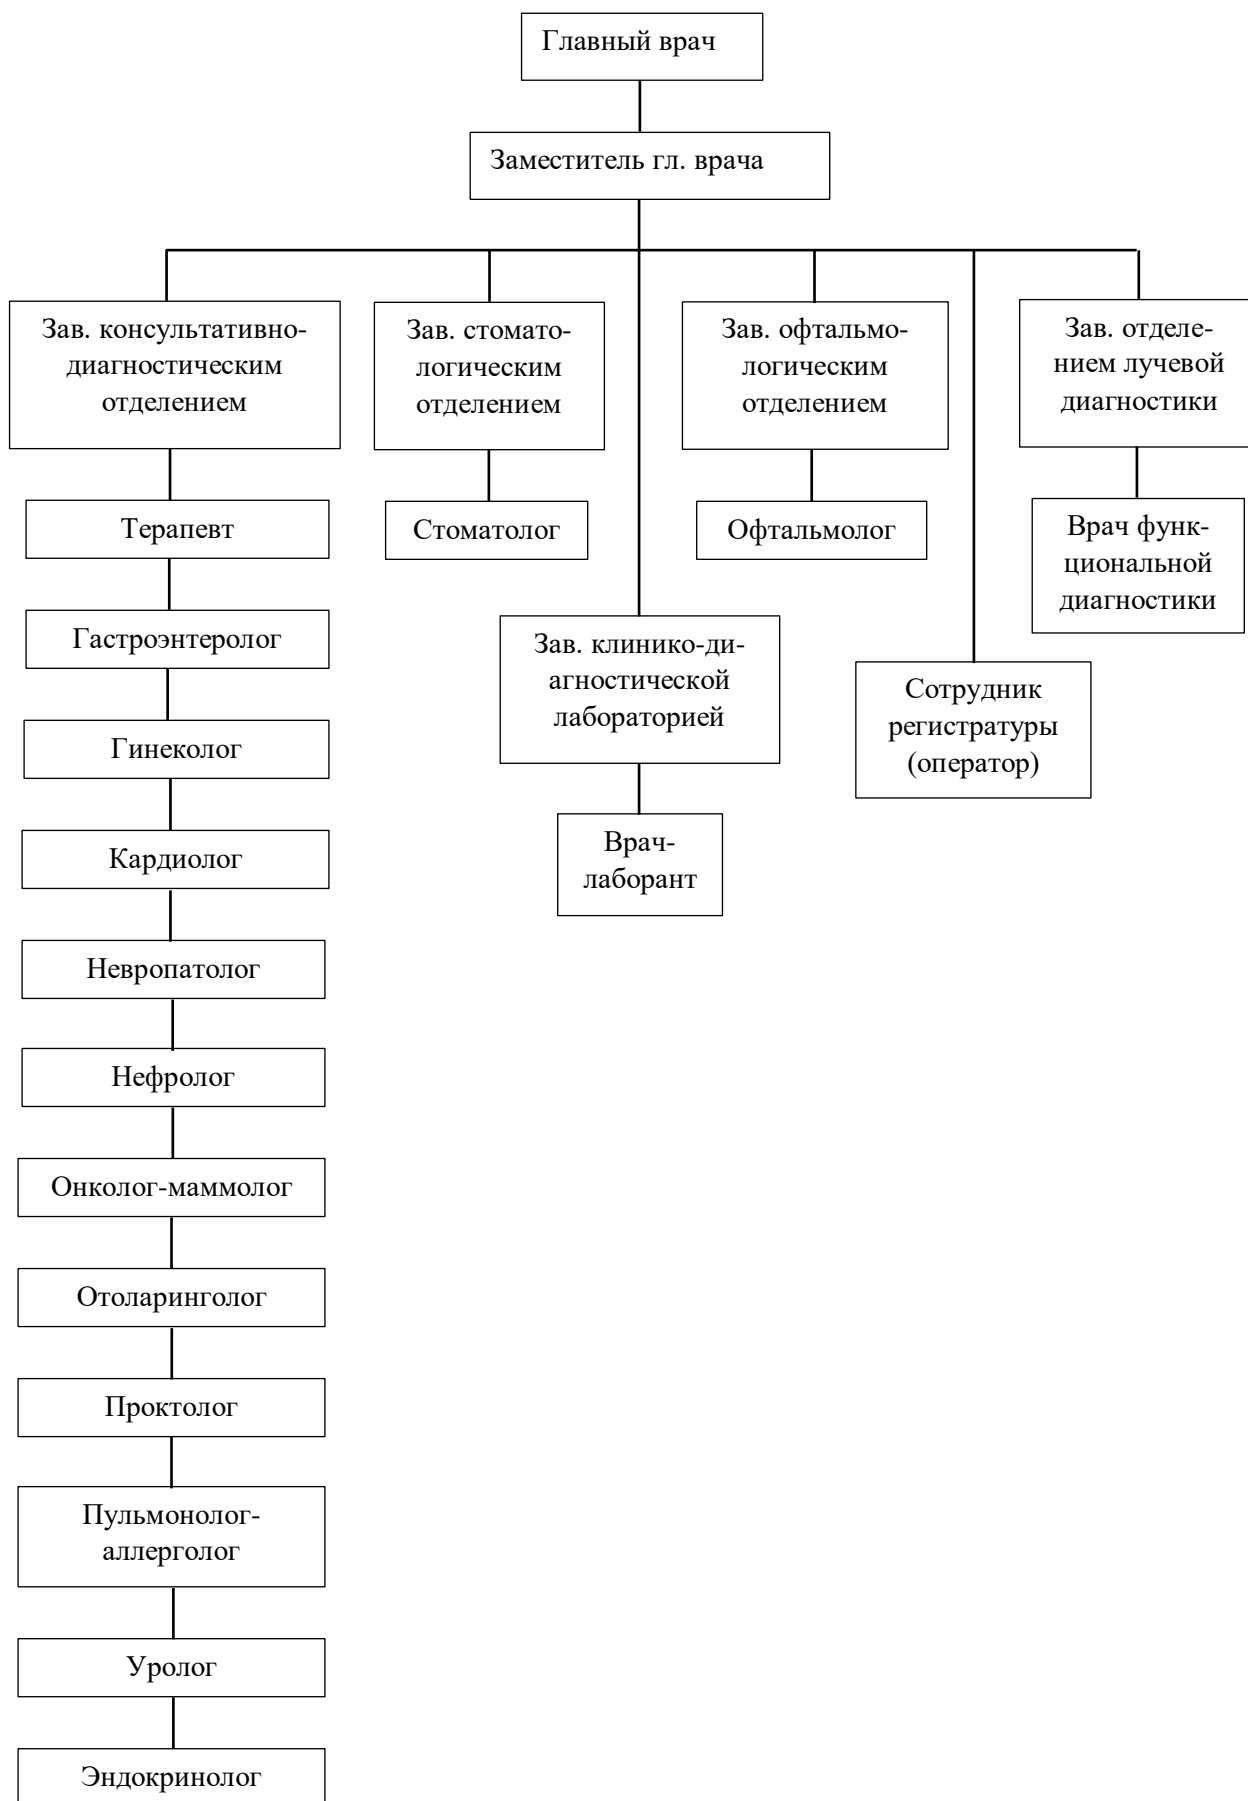 Главный врач
Заместитель гл. врача
Зав. консультативно-
диагностическим
отделением
Зав. стомато-
логическим
отделением
Зав. офтальмо-
логическим
отделением
Зав. отделе-
нием лучевой
диагностики
Терапевт
Стоматолог
Офтальмолог
Врач функ-
циональной
диагностики
Гастроэнтеролог
Зав. клинико-ди-
агностической
лабораторией
Сотрудник
регистратуры
(оператор)
Гинеколог
Кардиолог
Врач-
лаборант
Невропатолог
Нефролог
Онколог-маммолог
Отоларинголог
Проктолог
Пульмонолог-
аллерголог
Уролог
Эндокринолог